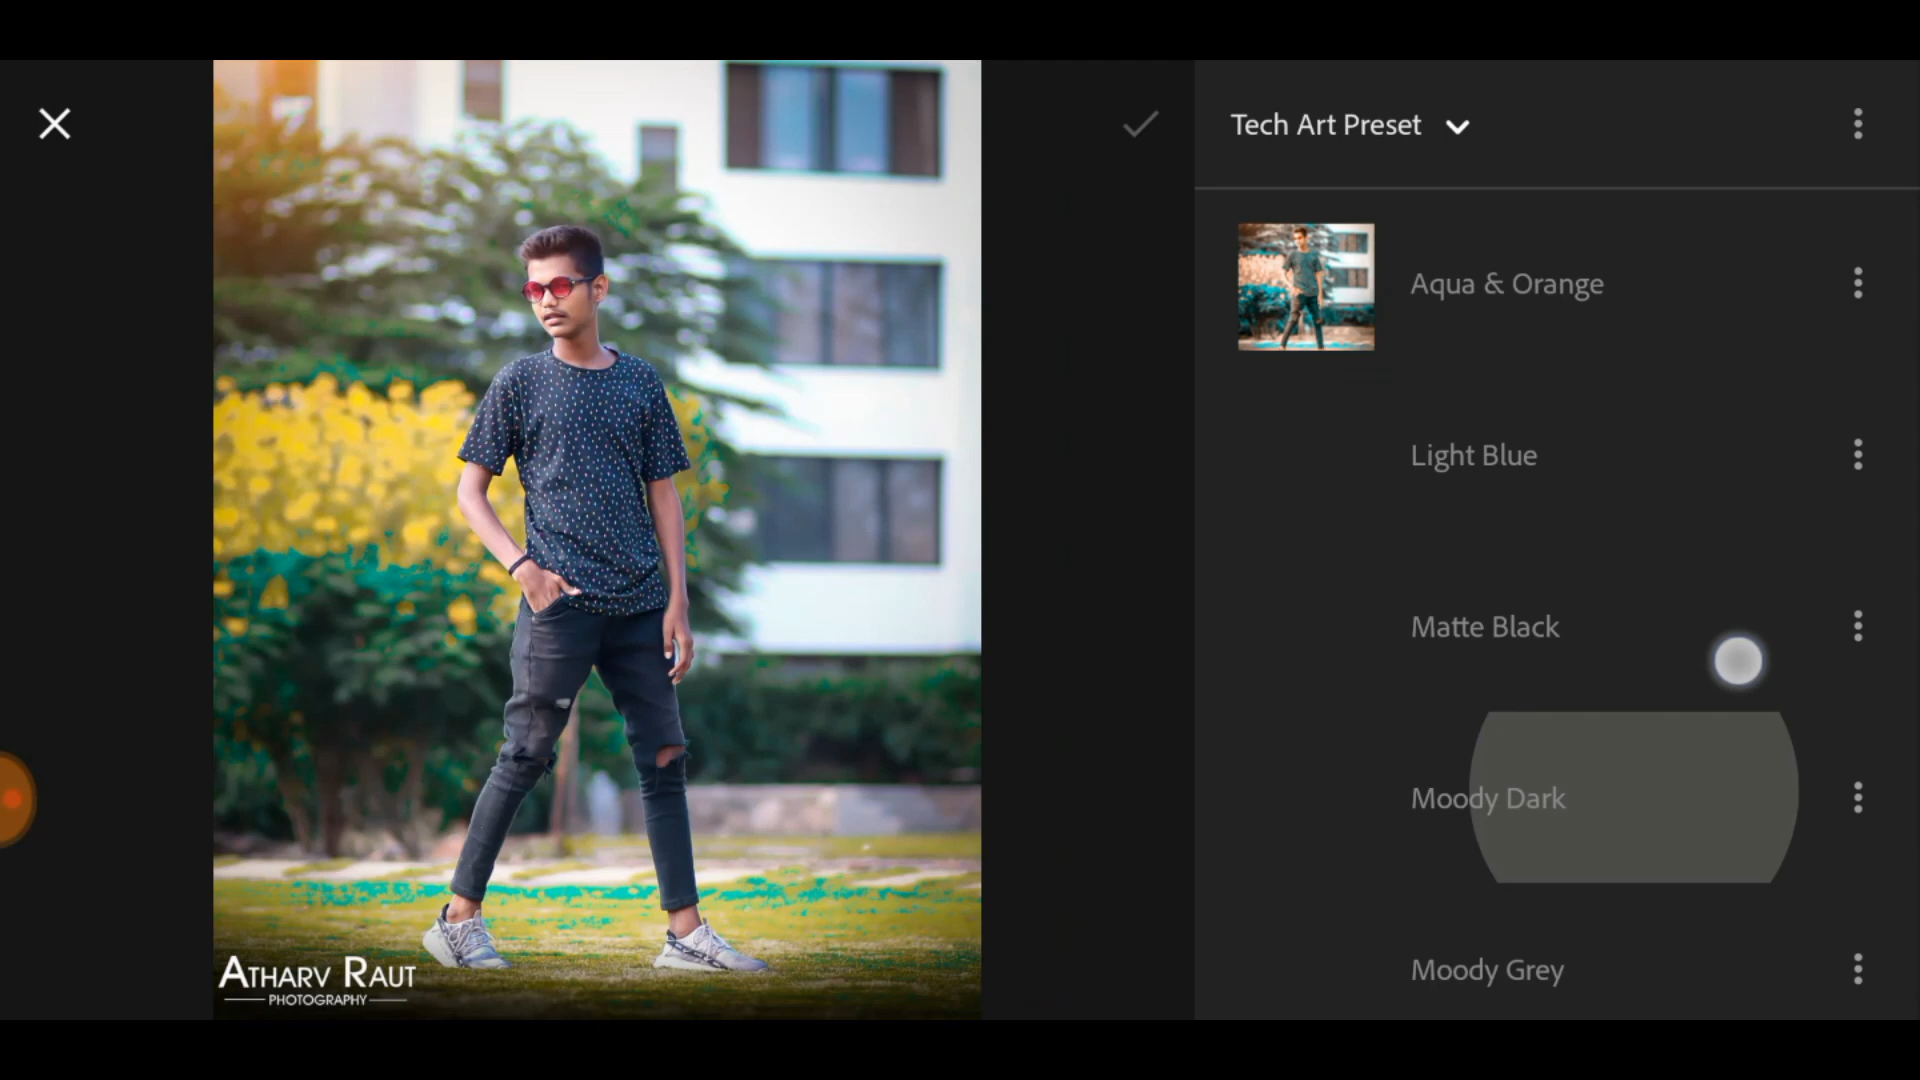 Tech Art Preset
Aqua & Orange
Light Blue
Matte Black
Moody Dark
Moody Grey
ATHARV RAUT
PHOTOGRAPHY